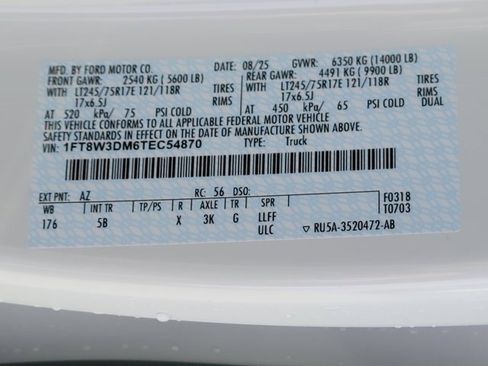 MFD. BY FORD MOTOR CO. DATE: 08/25 GVWR: 6350 KG (14000 LB)
FRONT GAWR: 2540 KG (5600 LB) REAR GAWR: 4491 KG (9900 LB)
WITH LT245/75R17E 121/118R TIRES WITH LT245/75R17E 121/118R TIRES
17x6.5J RIMS 17x6.5J RIMS
AT 520 kPa/ 75 PSI COLD AT 450 kPa/ 65 PSI COLD DUAL
THIS VEHICLE CONFORMS TO ALL APPLICABLE FEDERAL MOTOR VEHICLE
SAFETY STANDARDS IN EFFECT ON THE DATE OF MANUFACTURE SHOWN ABOVE.
VIN: 1FT8W3DM6TEC54870 TYPE: Truck
EXT PNT: AZ RC: 56 DSO: F0318
WB INT TR TP/PS R AXLE TR SPR T0703
176 5B X 3K G LLFF
ULC ▼ RU5A-3520472-AB